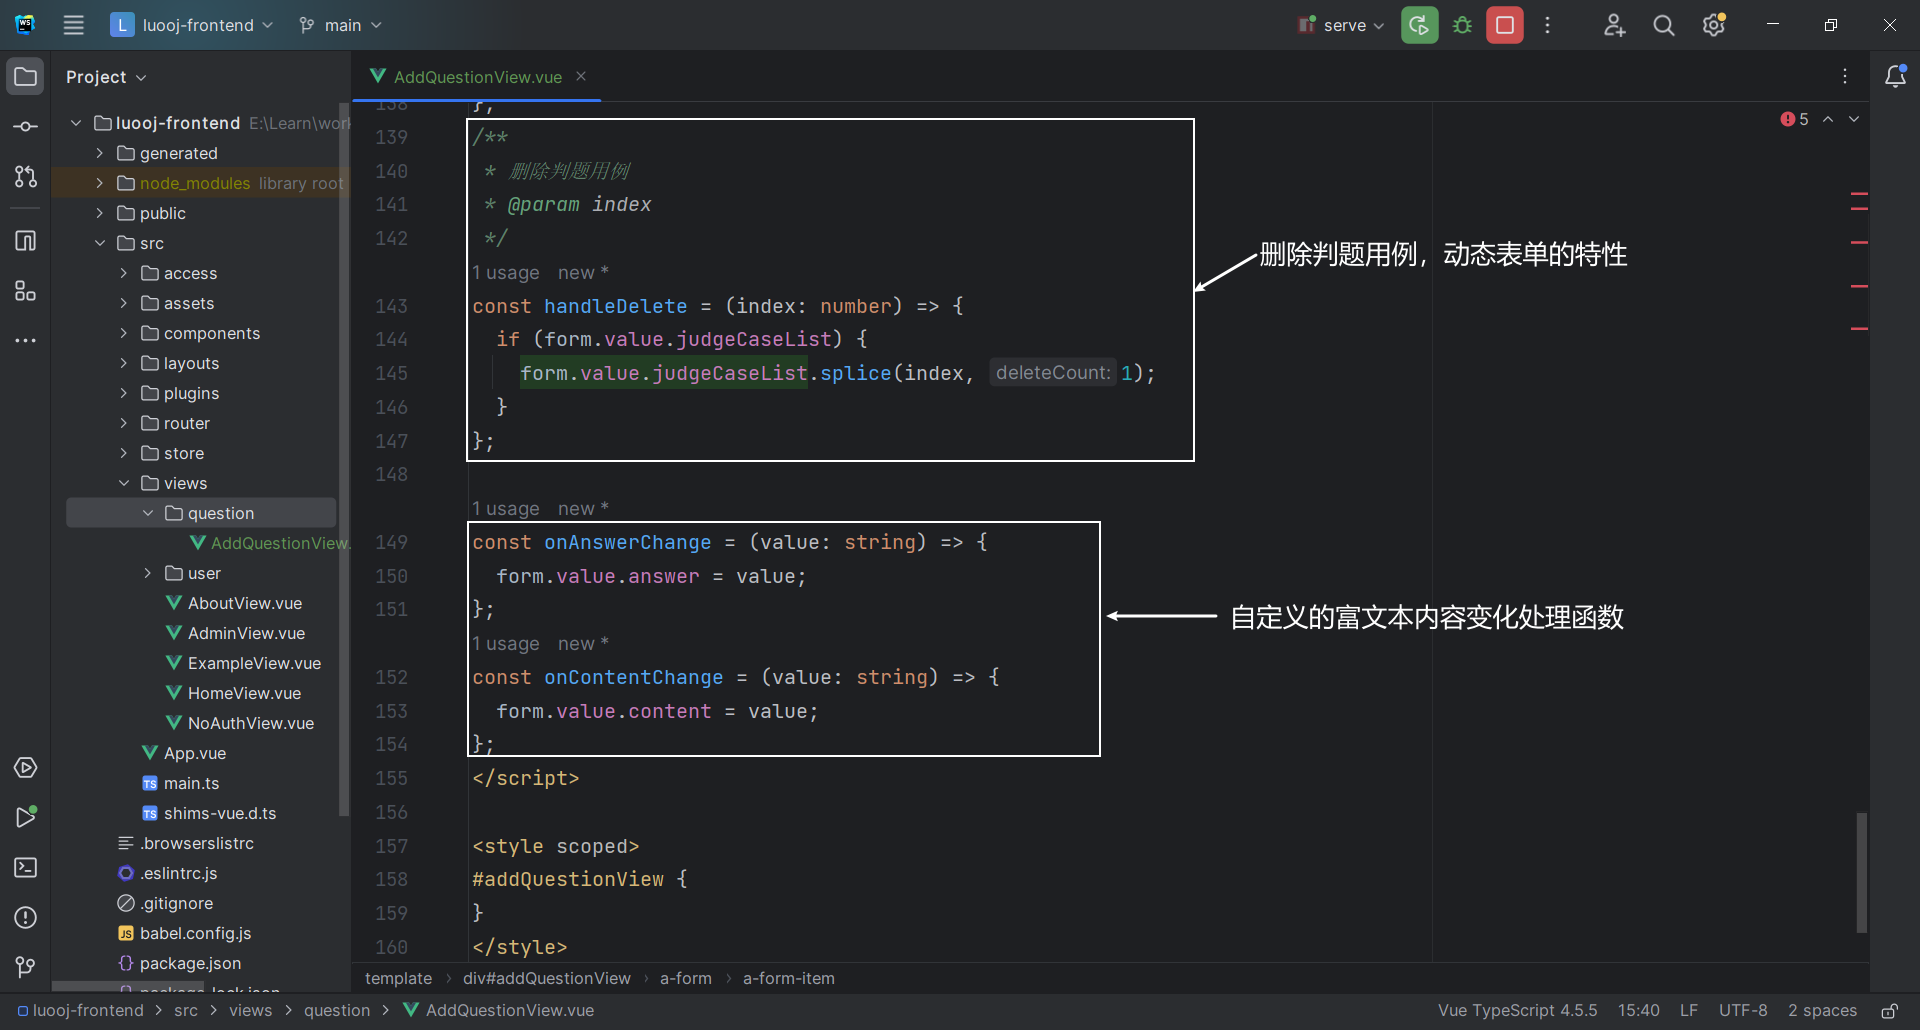 WS
L luooj-frontend
main
serve
Project
luooj-frontend E:\Learn\work
generated
node_modules library root
public
src
access
assets
components
layouts
plugins
router
store
views
question
AddQuestionView.
user
AboutView.vue
AdminView.vue
ExampleView.vue
HomeView.vue
NoAuthView.vue
App.vue
TS main.ts
TS shims-vue.d.ts
.browserslistrc
.eslintrc.js
.gitignore
JS babel.config.js
{} package.json
{} package-lock.json
AddQuestionView.vue
5
138 };
139 /**
140 * 删除判题用例
141 * @param index
142 */
1 usage new *
143 const handleDelete = (index: number) => {
144 if (form.value.judgeCaseList) {
145 form.value.judgeCaseList.splice(index, deleteCount: 1);
146 }
147 };
148
1 usage new *
149 const onAnswerChange = (value: string) => {
150 form.value.answer = value;
151 };
1 usage new *
152 const onContentChange = (value: string) => {
153 form.value.content = value;
154 };
155 </script>
156
157 <style scoped>
158 #addQuestionView {
159 }
160 </style>
删除判题用例，动态表单的特性
自定义的富文本内容变化处理函数
template › div#addQuestionView › a-form › a-form-item
luooj-frontend > src > views > question > AddQuestionView.vue
Vue TypeScript 4.5.5 15:40 LF UTF-8 2 spaces